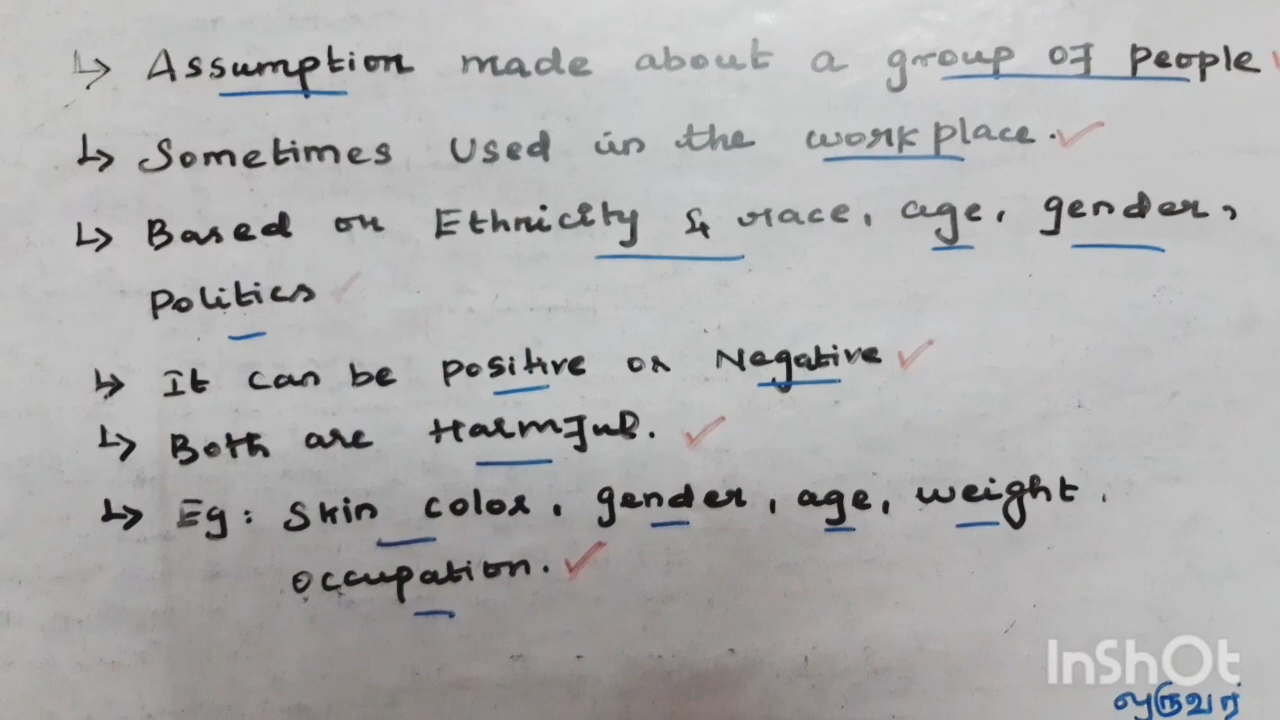 ↳ Assumption made about a group of people
↳ Sometimes Used in the workplace.
↳ Based on Ethnicity & race, age, gender,
Politics
↳ It can be positive or Negative
↳ Both are Harmful.
↳ Eg: Skin color, gender, age, weight,
occupation.
InShOt